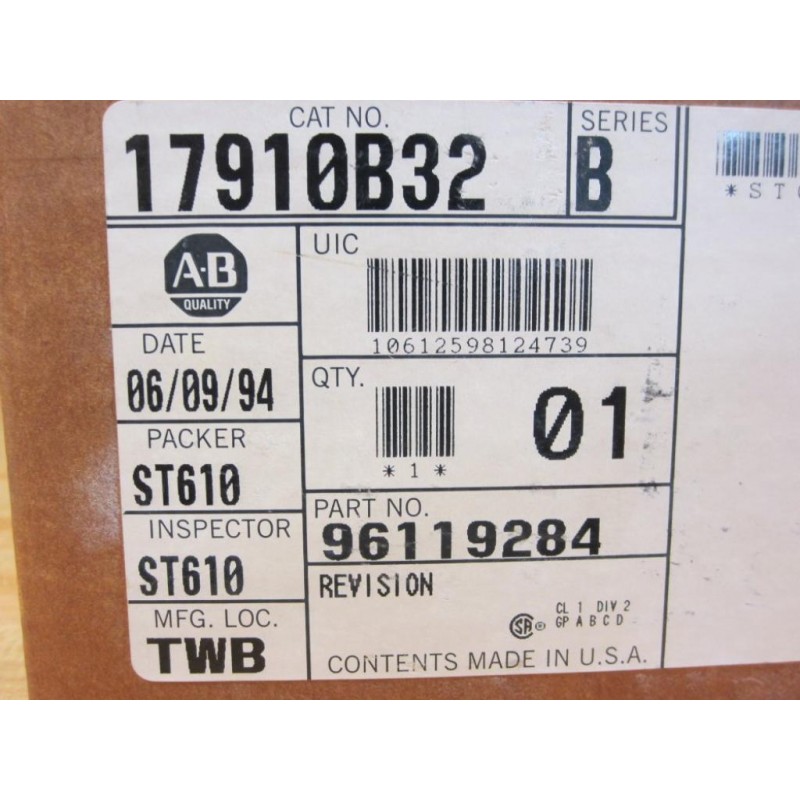 CAT NO.
17910B32
SERIES
B
A·B
QUALITY
UIC
10612598124739
DATE
06/09/94
QTY.
*1*
01
PACKER
ST610
PART NO.
96119284
INSPECTOR
ST610
REVISION
MFG. LOC.
TWB
SA ®
CL 1 DIV 2
GP A B C D
CONTENTS MADE IN U.S.A.